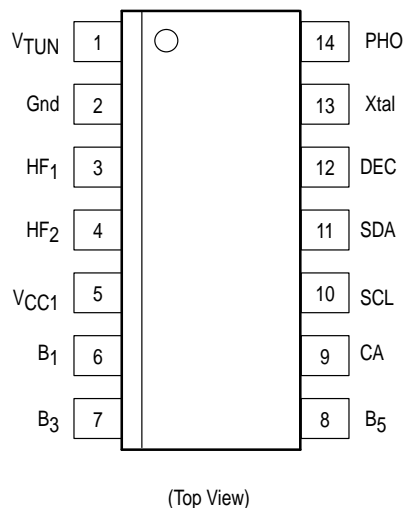 VTUN 1 14 PHO
Gnd 2 13 Xtal
HF1 3 12 DEC
HF2 4 11 SDA
VCC1 5 10 SCL
B1 6 9 CA
B3 7 8 B5
(Top View)